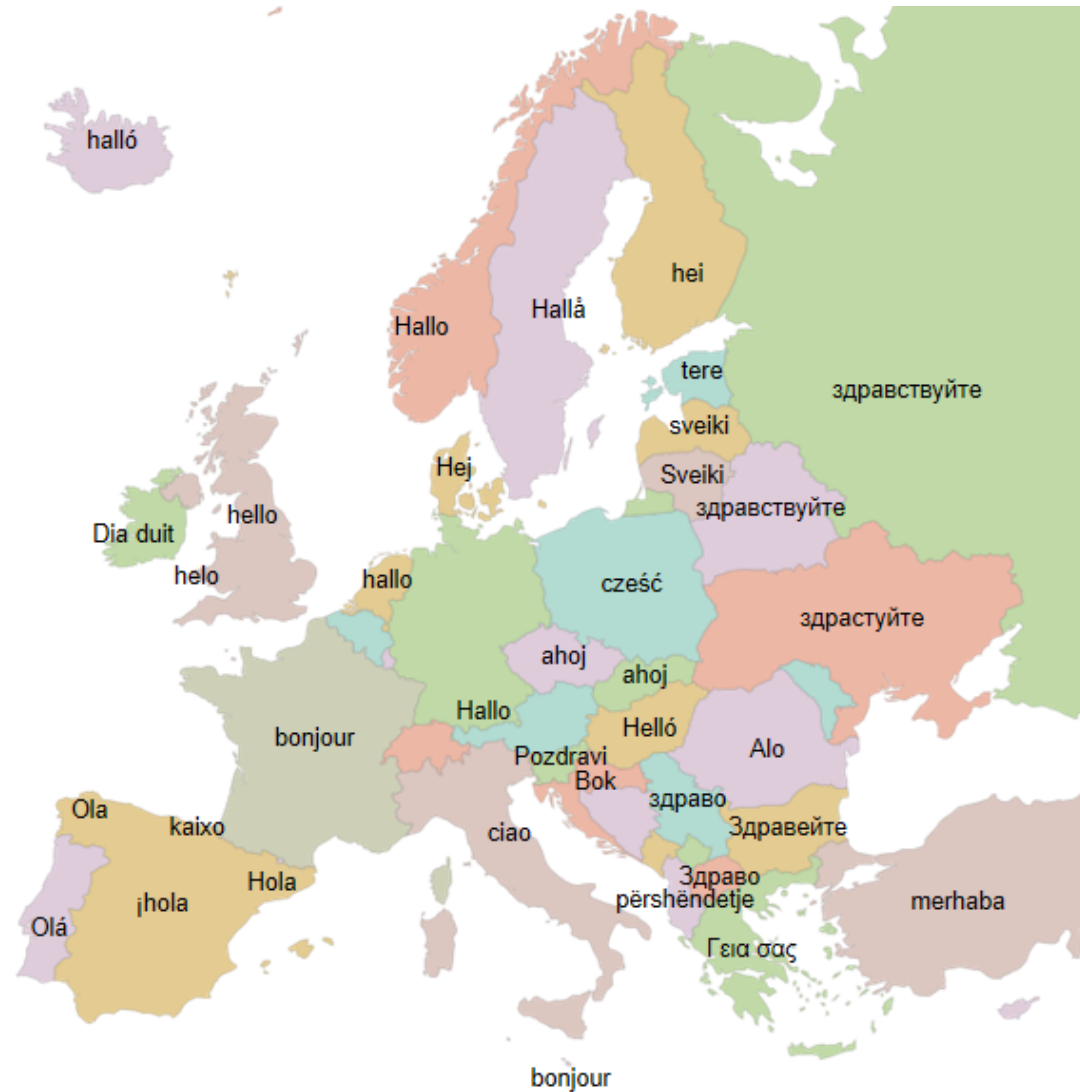 halló
hei
Hallå
Hallo
tere
здравствуйте
sveiki
Hej
Sveiki
здравствуйте
hello
Dia duit
helo
hallo
cześć
здрастуйте
ahoj
ahoj
Hallo
Helló
bonjour
Alo
Pozdravi
Bok
здраво
Ola
kaixo
Здравейте
ciao
Здраво
Hola
¡hola
përshëndetje
merhaba
Olá
Γεια σας
bonjour